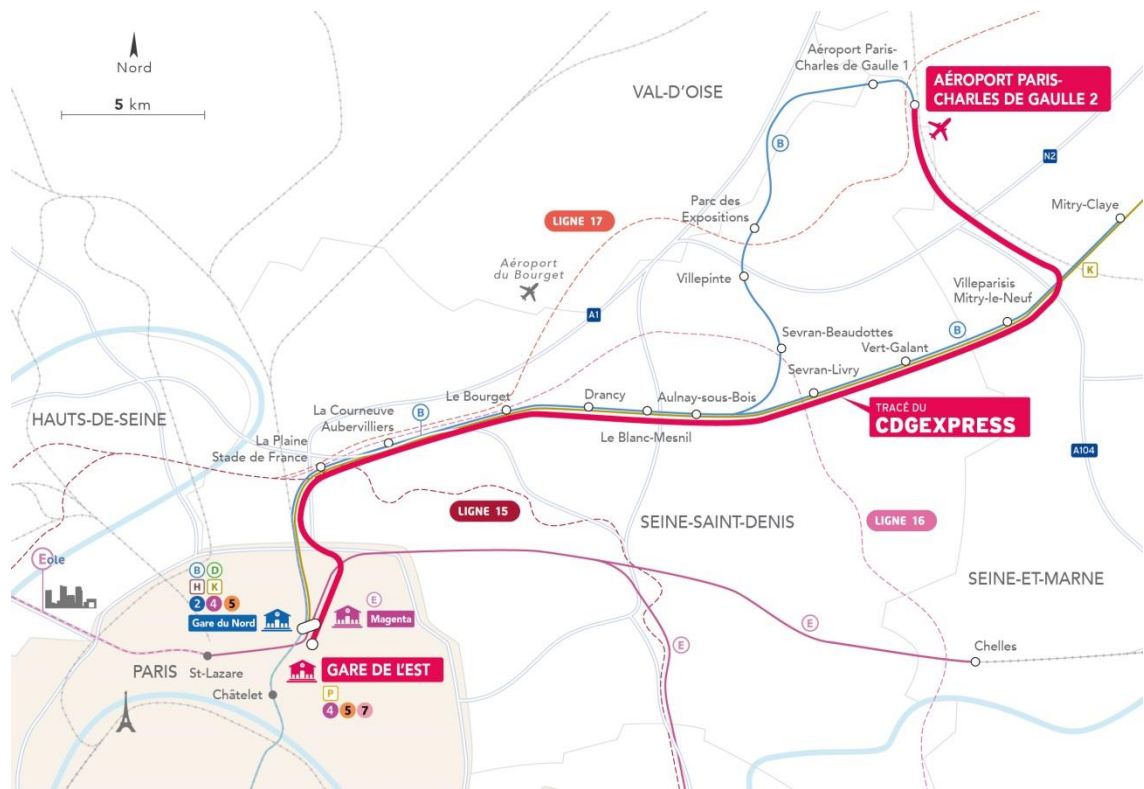 Nord
5 km
Aéroport Paris-
Charles de Gaulle 1
VAL-D'OISE
AÉROPORT PARIS-
CHARLES DE GAULLE 2
B
N2
Parc des
Expositions
Mitry-Claye
LIGNE 17
Aéroport
du Bourget
K
Villepinte
Villeparisis
Mitry-le-Neuf
A1
B
Sevran-Beaudottes
Vert-Galant
Sevran-Livry
Le Bourget
Drancy
Aulnay-sous-Bois
Le Blanc-Mesnil
B
La Courneuve
Aubervilliers
HAUTS-DE-SEINE
TRACÉ DU
CDGEXPRESS
La Plaine
Stade de France
A104
LIGNE 15
SEINE-SAINT-DENIS
LIGNE 16
Eole
B D
H K
2 4 5
Gare du Nord
E
Magenta
SEINE-ET-MARNE
E
E
Chelles
PARIS
St-Lazare
GARE DE L'EST
Châtelet
P
4 5 7